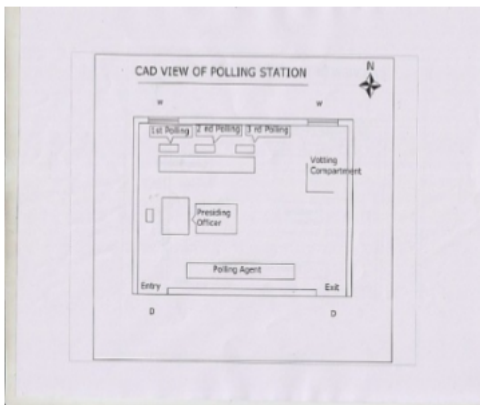 N
CAD VIEW OF POLLING STATION
W
W
1st Polling
2 nd Polling
3 rd Polling
Votting
Compartment
Presiding
Officer
Polling Agent
Entry
Exit
D
D